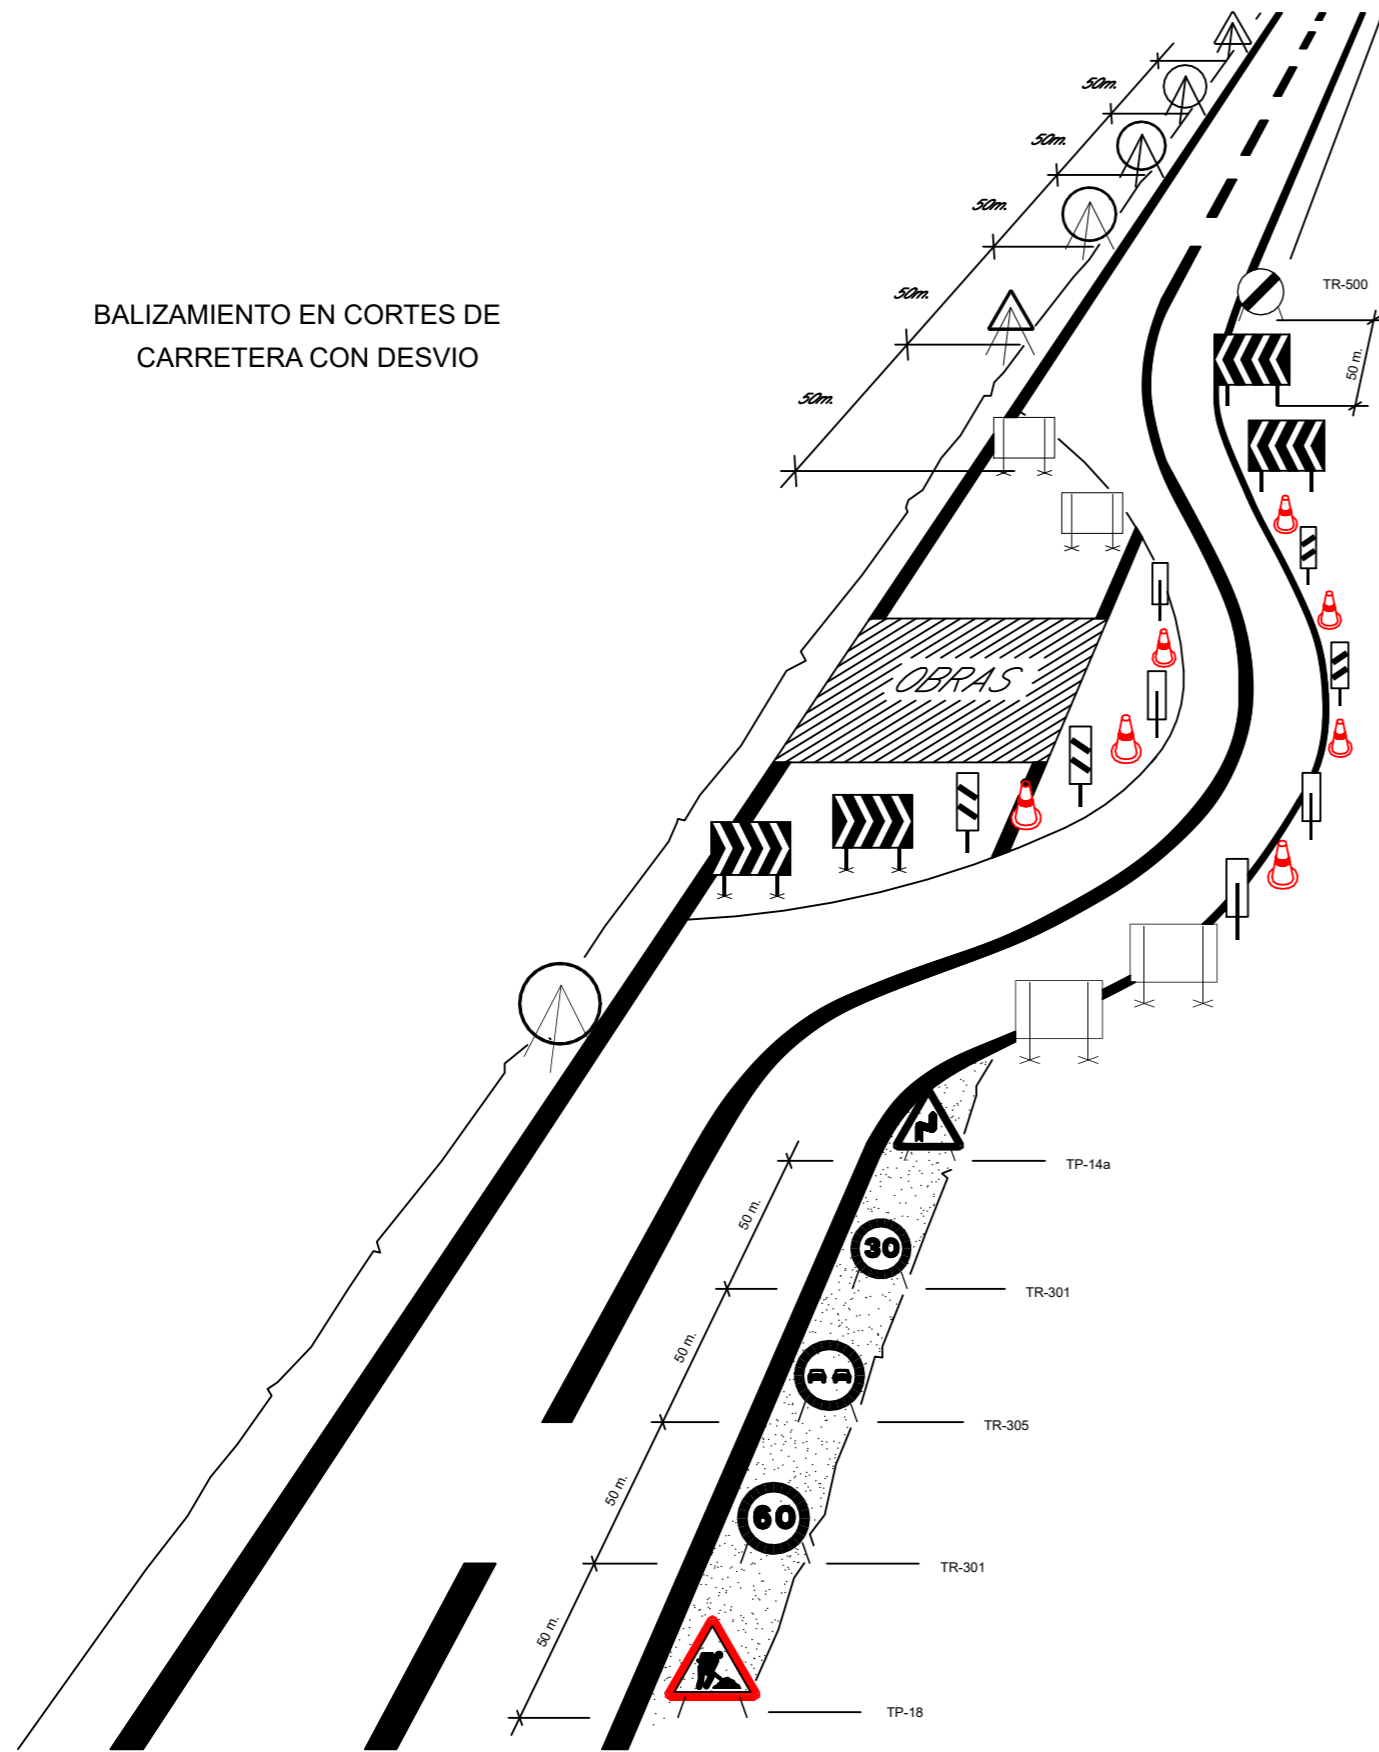 50m.
50m.
50m.
50m.
50m.
BALIZAMIENTO EN CORTES DE
CARRETERA CON DESVIO
TR-500
50 m.
OBRAS
TP-14a
50 m.
30
TR-301
50 m.
TR-305
50 m.
60
TR-301
50 m.
TP-18